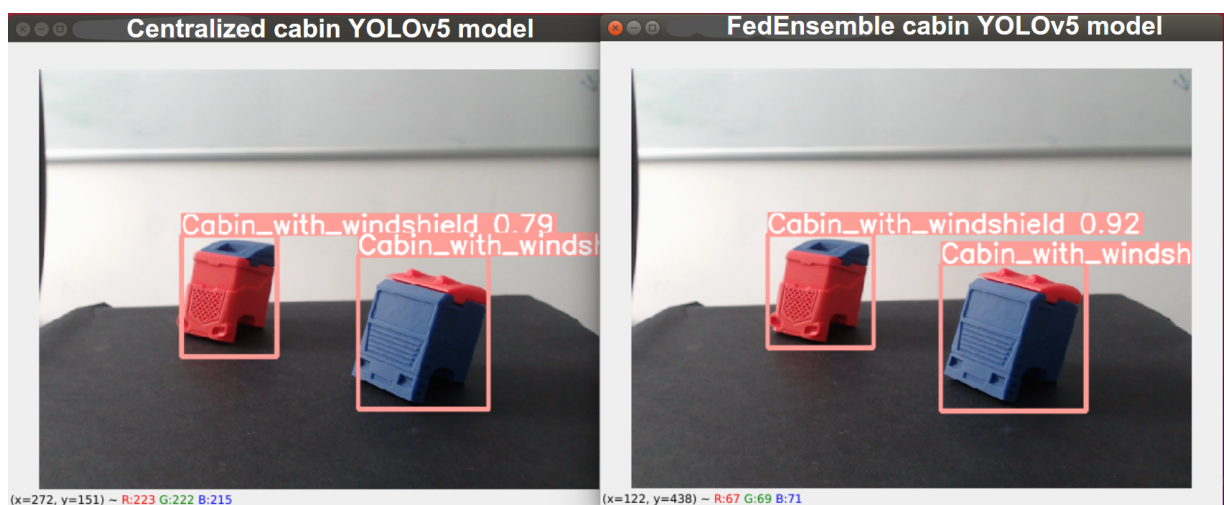 Centralized cabin YOLOv5 model
Cabin_with_windshield 0.79
Cabin_with_windsh
(x=272, y=151) ~ R:223 G:222 B:215
FedEnsemble cabin YOLOv5 model
Cabin_with_windshield 0.92
Cabin_with_windsh
(x=122, y=438) ~ R:67 G:69 B:71